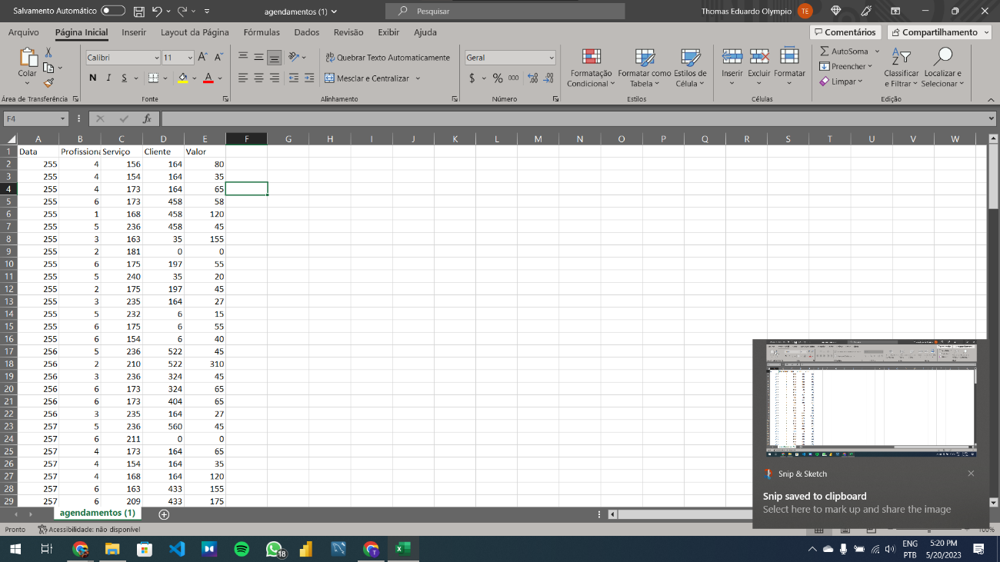 Salvamento Automático agendamentos (1) Pesquisar Thomas Eduardo Olympio TE
Arquivo Página Inicial Inserir Layout da Página Fórmulas Dados Revisão Exibir Ajuda Comentários Compartilhamento
Colar
Área de Transferência
Calibri 11
N I S
Fonte
Quebrar Texto Automaticamente
Mesclar e Centralizar
Alinhamento
Geral
$ % 000
Número
Formatação Condicional
Formatar como Tabela
Estilos de Célula
Estilos
Inserir Excluir Formatar
Células
AutoSoma
Preencher
Limpar
Classificar e Filtrar
Localizar e Selecionar
Edição
F4 fx
A B C D E F G H I J K L M N O P Q R S T U V W
1 Data Profissiona Serviço Cliente Valor
2 255 4 156 164 80
3 255 4 154 164 35
4 255 4 173 164 65
5 255 6 173 458 58
6 255 1 168 458 120
7 255 5 236 458 45
8 255 3 163 35 155
9 255 2 181 0 0
10 255 6 175 197 55
11 255 5 240 35 20
12 255 2 175 197 45
13 255 3 235 164 27
14 255 5 232 6 15
15 255 6 175 6 55
16 255 6 154 6 40
17 256 5 236 522 45
18 256 2 210 522 310
19 256 3 236 324 45
20 256 6 173 324 65
21 256 6 173 404 65
22 256 3 235 164 27
23 257 5 236 560 45
24 257 6 211 0 0
25 257 4 173 164 65
26 257 4 154 164 35
27 257 4 168 164 120
28 257 6 163 433 155
29 257 6 209 433 175
Snip & Sketch
Snip saved to clipboard
Select here to mark up and share the image
agendamentos (1)
Pronto Acessibilidade: não disponível 100%
18
ENG
PTB
5:20 PM
5/20/2023